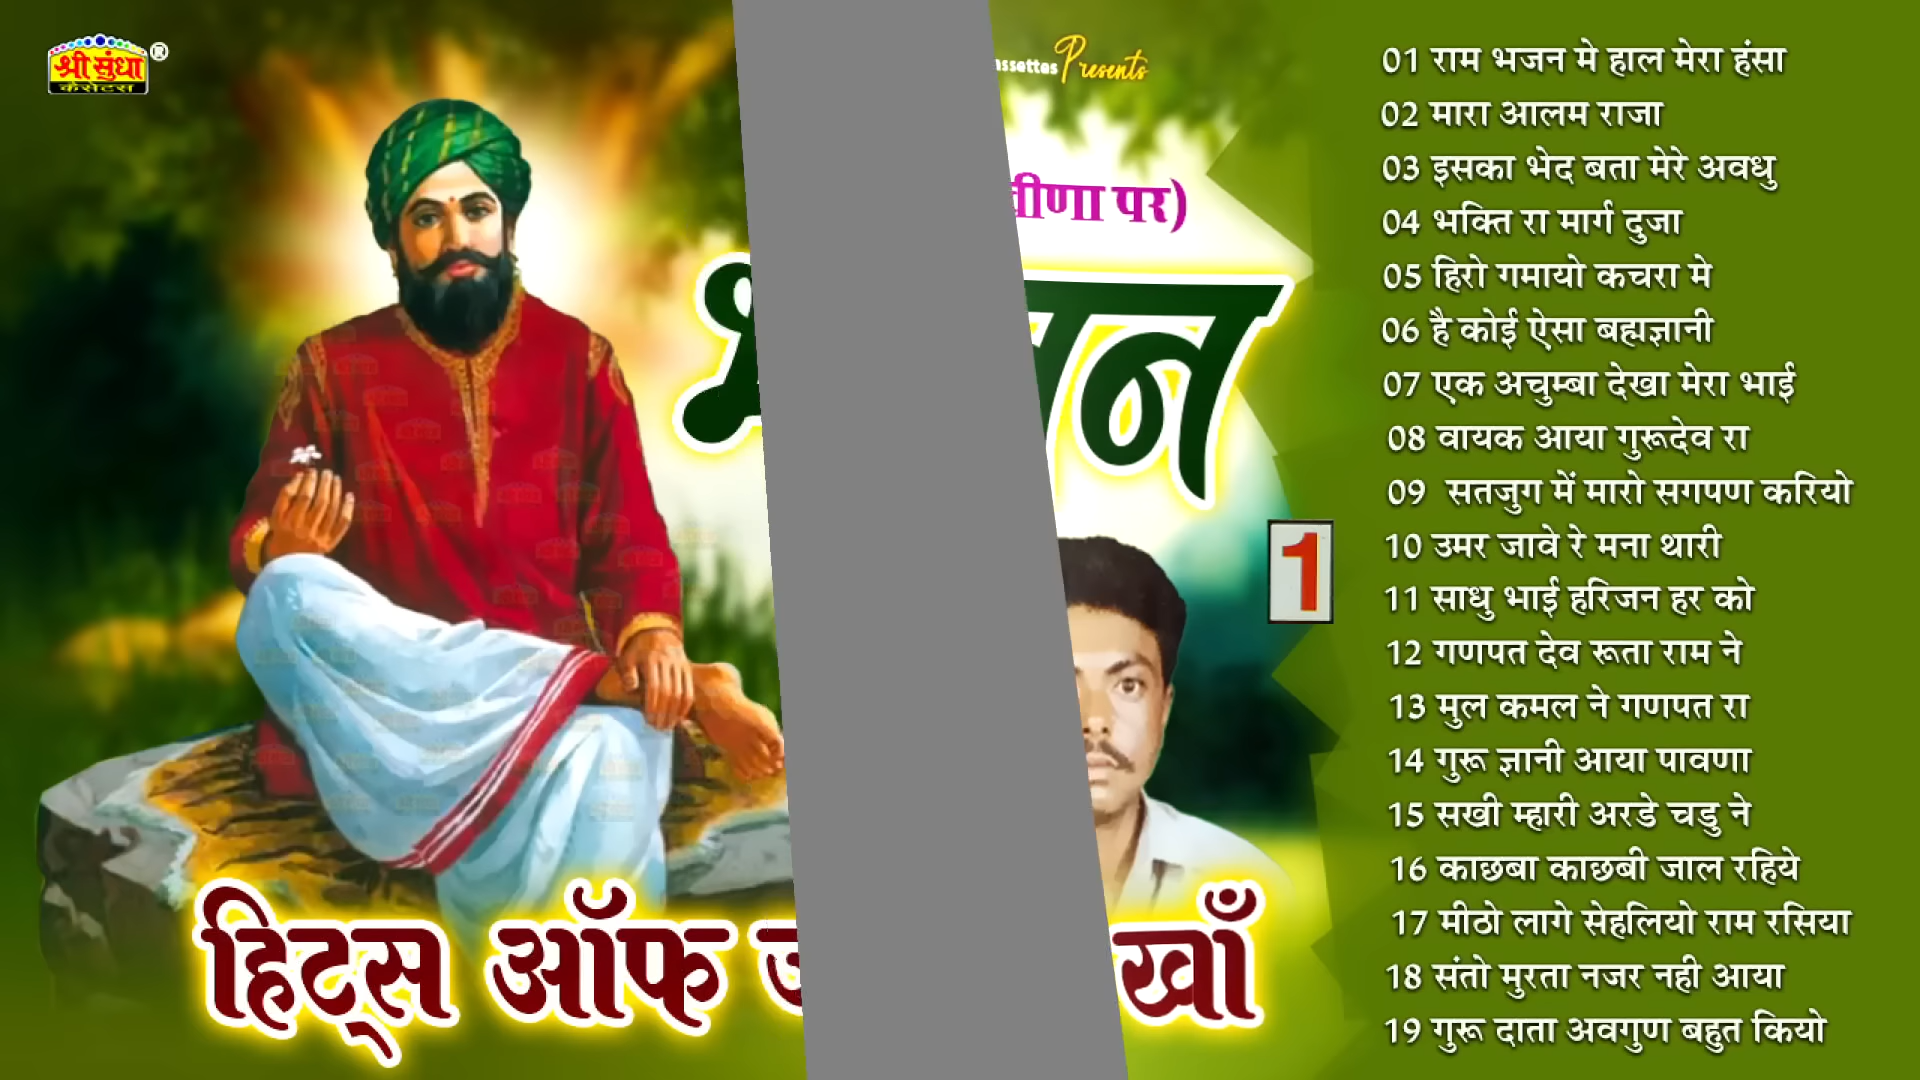 श्री सुंधा ®
कैसेटस
Presents
पर)
हिट्स ऑफ
खाँ
1
01 राम भजन मे हाल मेरा हंसा
02 मारा आलम राजा
03 इसका भेद बता मेरे अवधु
04 भक्ति रा मार्ग दुजा
05 हिरो गमायो कचरा मे
06 है कोई ऐसा बह्मज्ञानी
07 एक अचुम्बा देखा मेरा भाई
08 वायक आया गुरूदेव रा
09 सतजुग में मारो सगपण करियो
10 उमर जावे रे मना थारी
11 साधु भाई हरिजन हर को
12 गणपत देव रूता राम ने
13 मुल कमल ने गणपत रा
14 गुरू ज्ञानी आया पावणा
15 सखी म्हारी अरडे चडु ने
16 काछबा काछबी जाल रहिये
17 मीठो लागे सेहलियो राम रसिया
18 संतो मुरता नजर नही आया
19 गुरू दाता अवगुण बहुत कियो